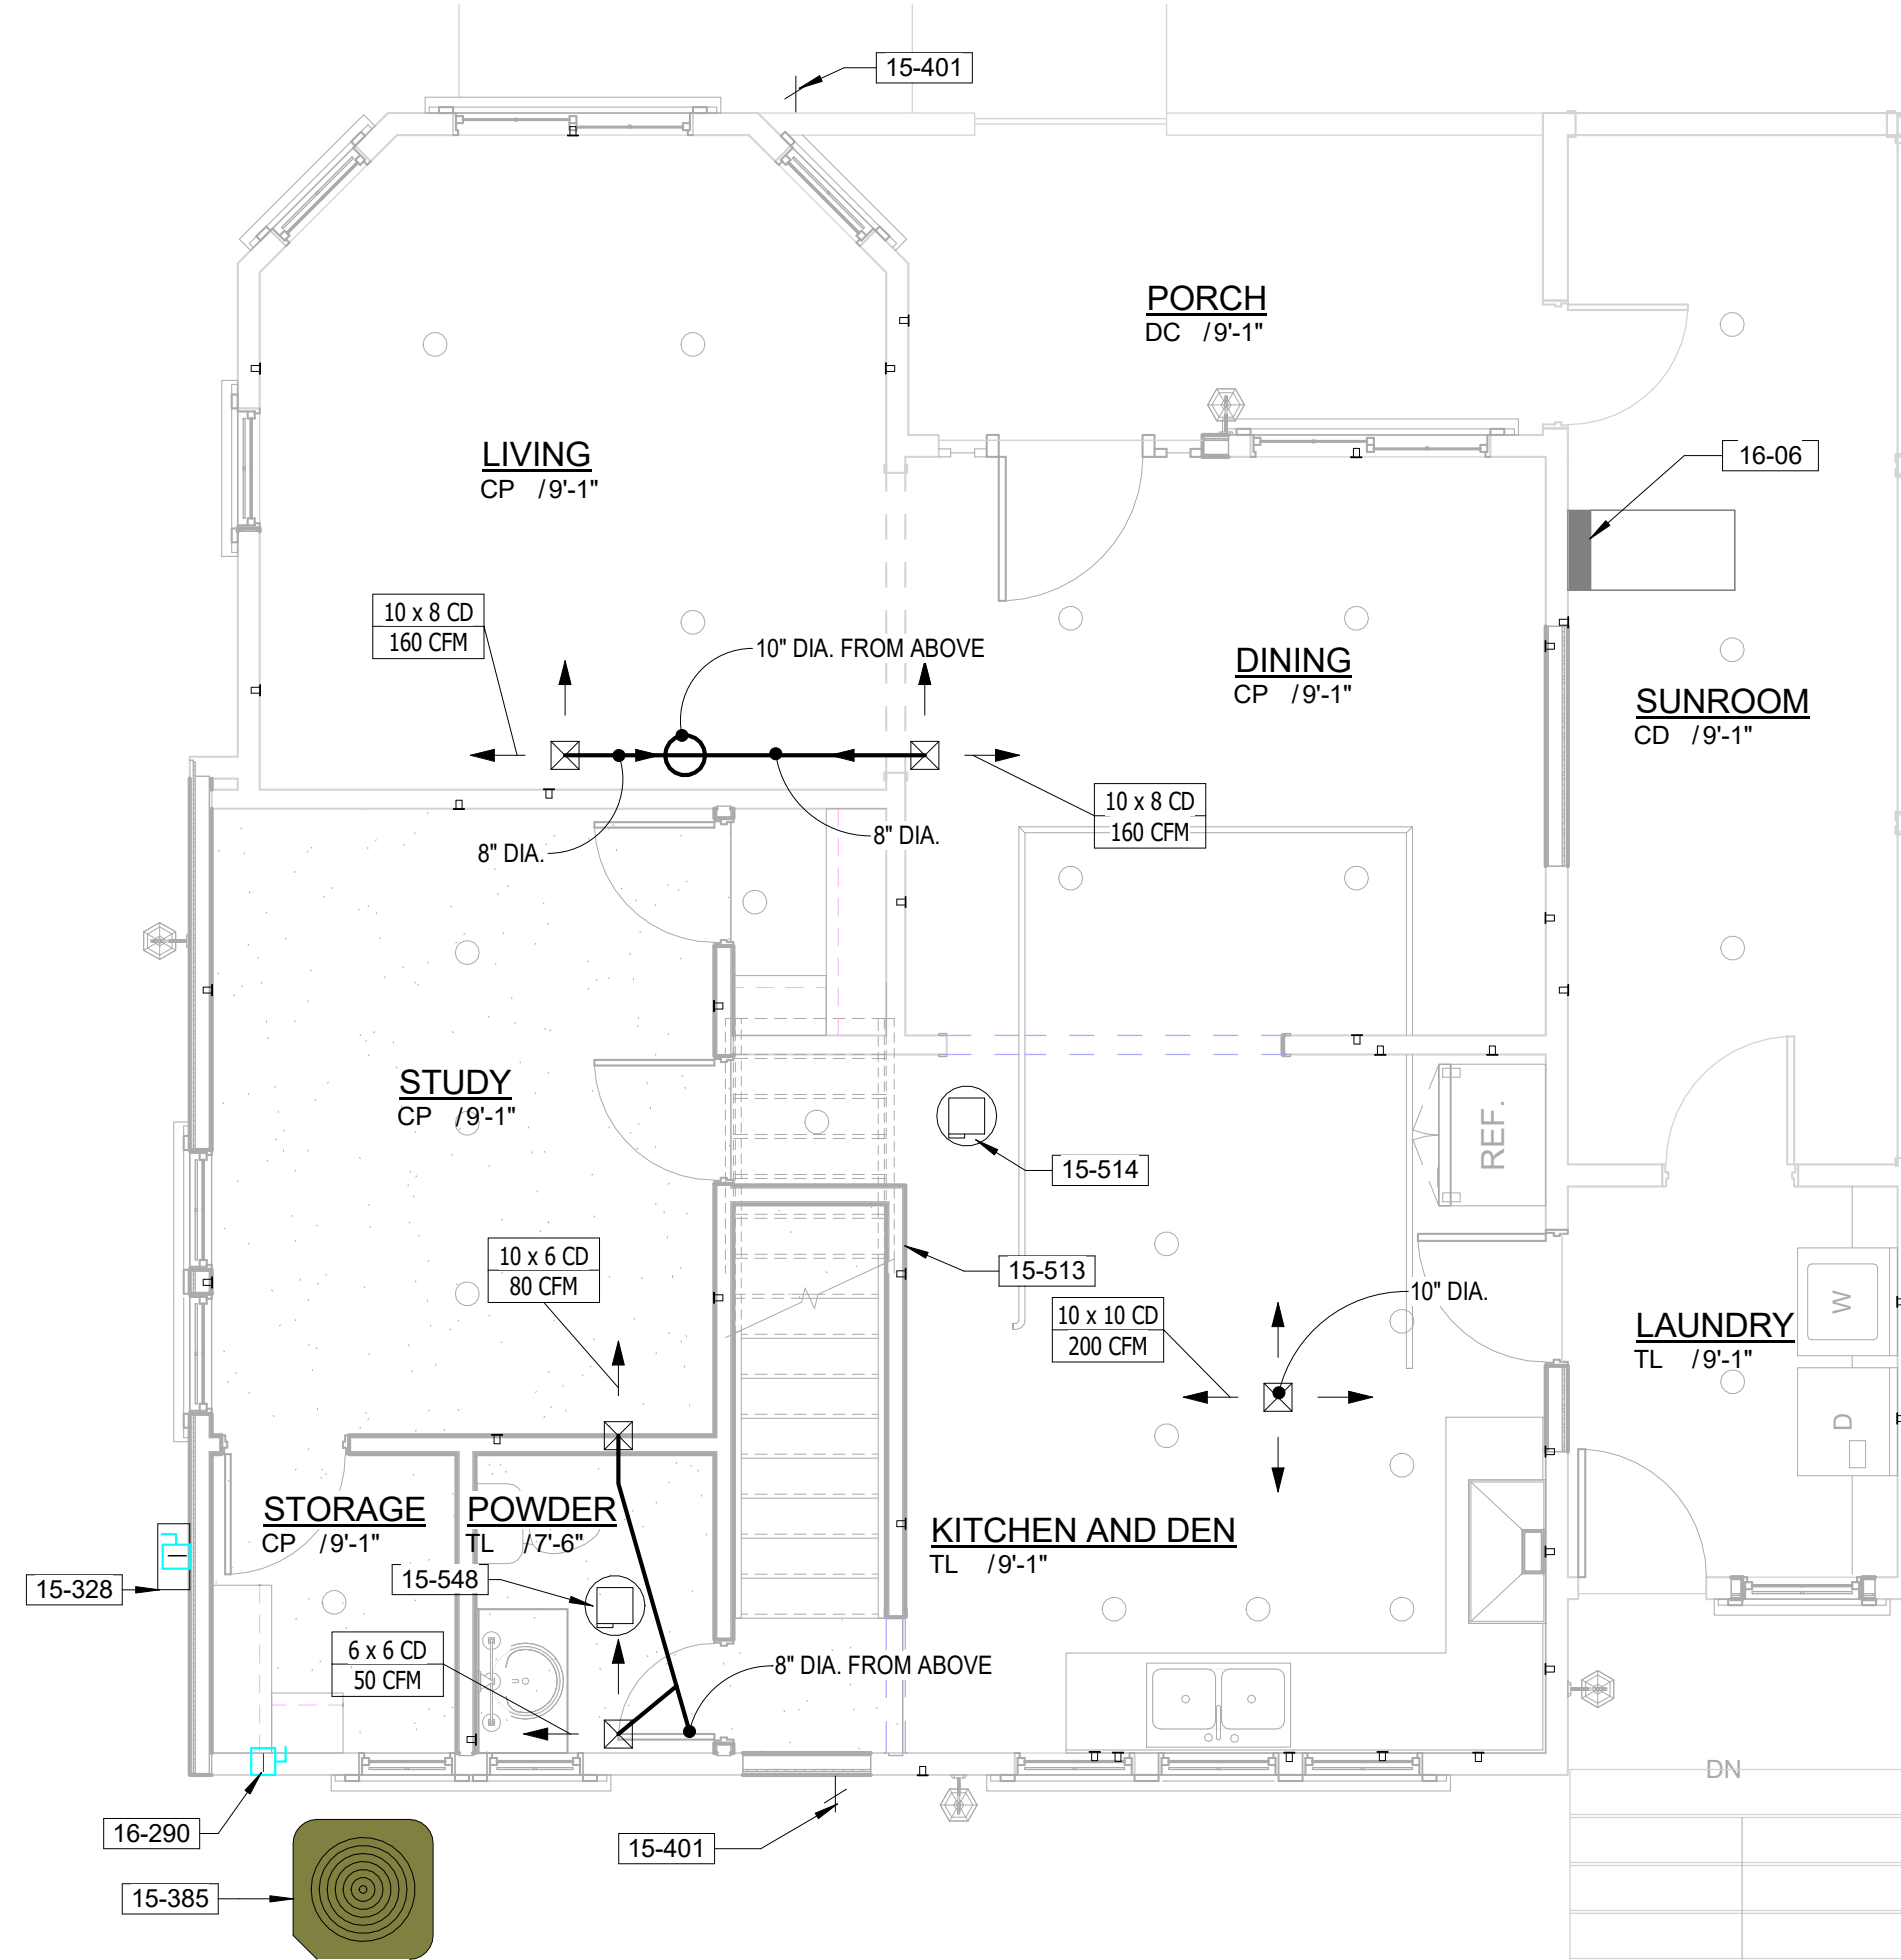 15-401
PORCH
DC /9'-1"
LIVING
CP /9'-1"
16-06
10 x 8 CD
160 CFM
10" DIA. FROM ABOVE
DINING
CP /9'-1"
SUNROOM
CD /9'-1"
10 x 8 CD
160 CFM
8" DIA.
8" DIA.
STUDY
CP /9'-1"
REF.
15-514
10 x 6 CD
80 CFM
15-513
10" DIA.
10 x 10 CD
200 CFM
W
LAUNDRY
TL /9'-1"
D
STORAGE
CP /9'-1"
POWDER
TL /7'-6"
KITCHEN AND DEN
TL /9'-1"
15-328
15-548
6 x 6 CD
50 CFM
8" DIA. FROM ABOVE
DN
16-290
15-401
15-385